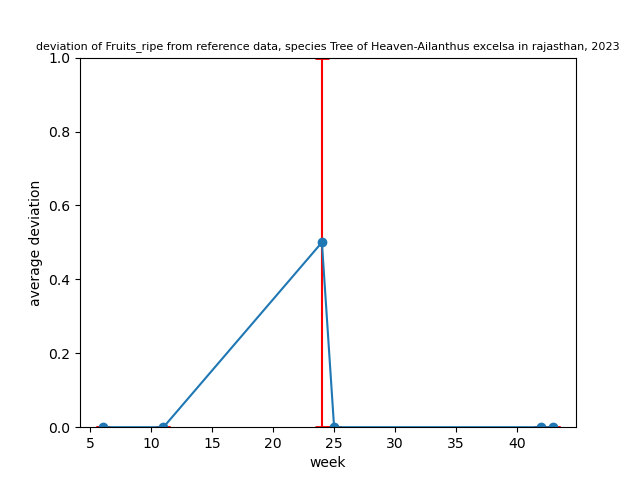 deviation of Fruits_ripe from reference data, species Tree of Heaven-Ailanthus excelsa in rajasthan, 2023
1.0
0.8
0.6
0.4
0.2
0.0
average deviation
5 10 15 20 25 30 35 40
week